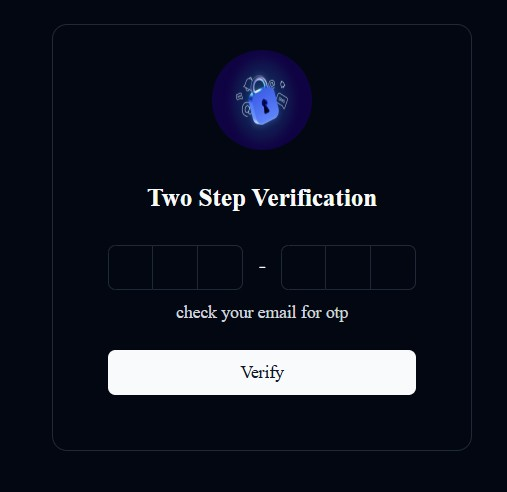 Two Step Verification
-
check your email for otp
Verify